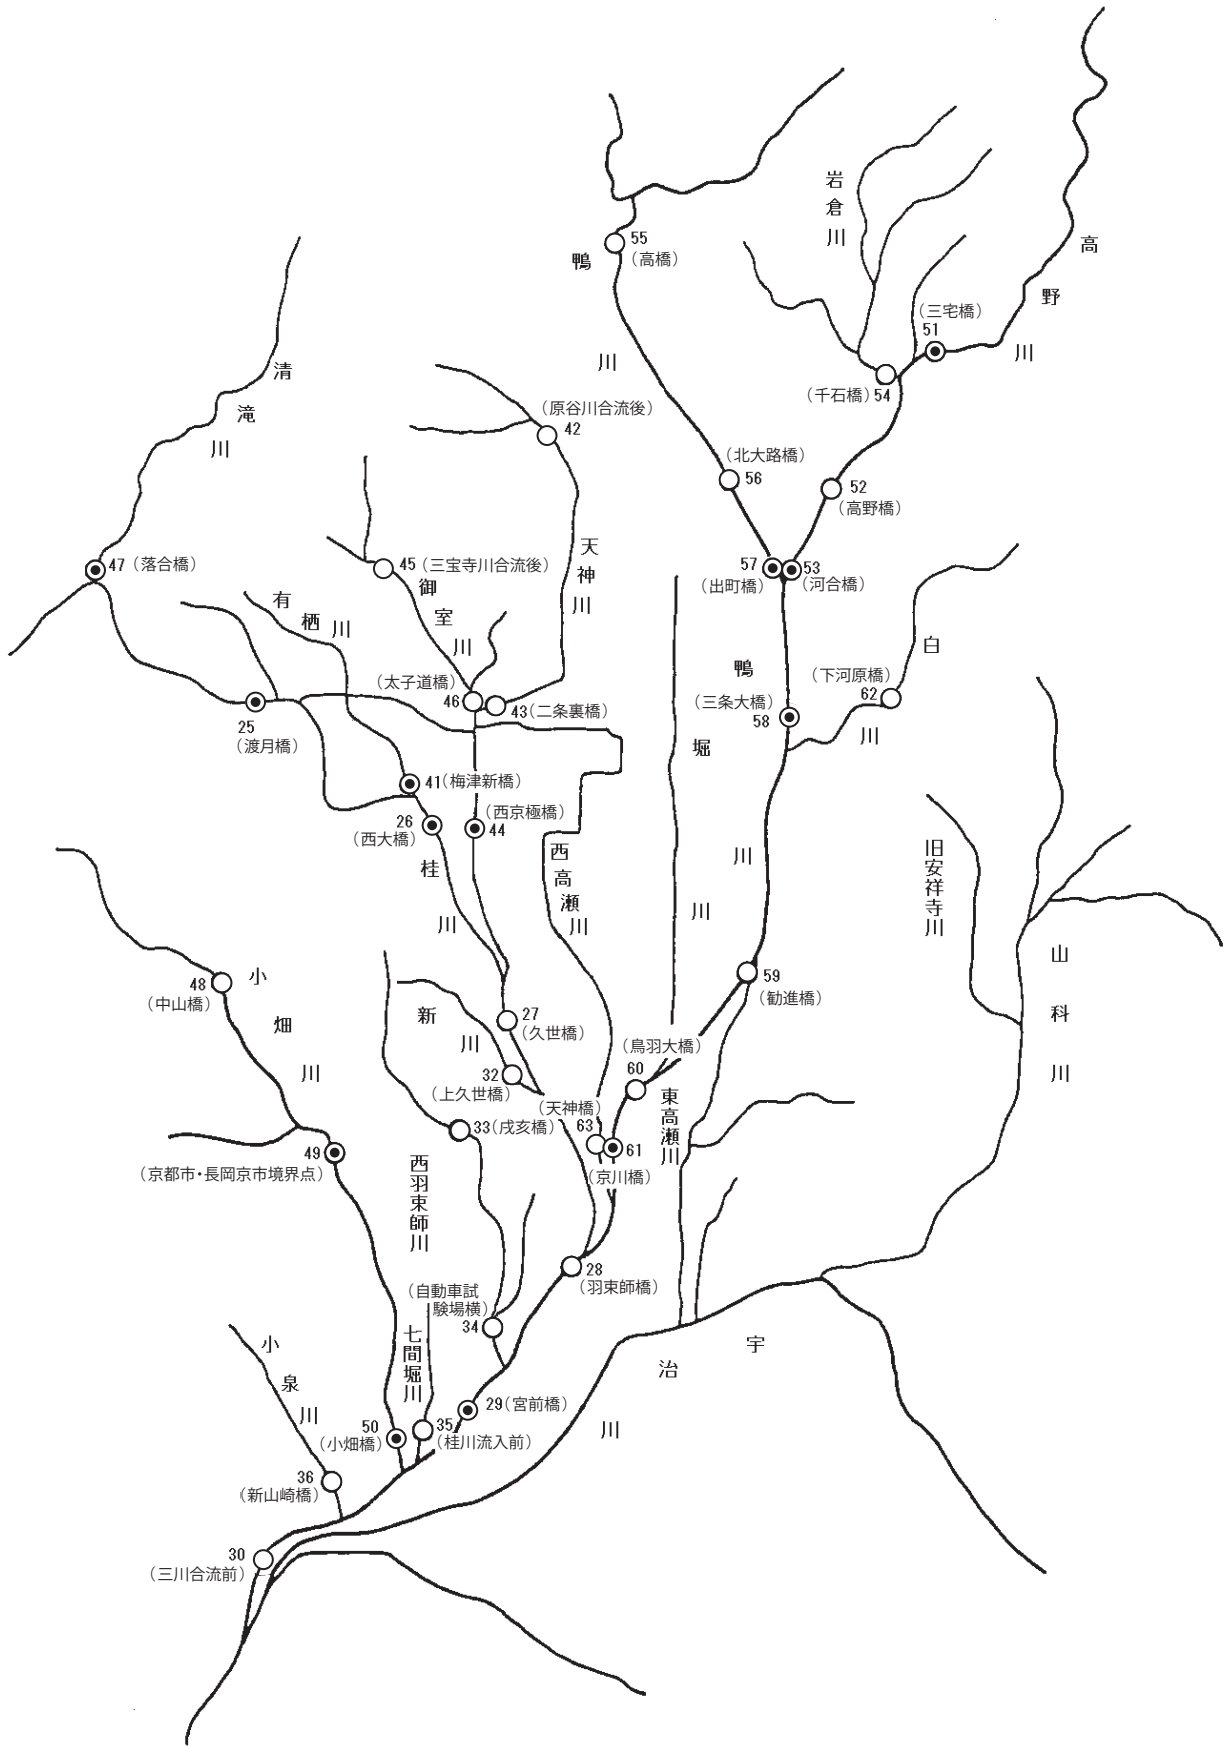 岩倉川
高野川
鴨川
55
(高橋)
(三宅橋)
51
(千石橋)54
清滝川
(原谷川合流後)
42
(北大路橋)
56
52
(高野橋)
47(落合橋)
45(三宝寺川合流後)
天神川
57
(出町橋)
53
(河合橋)
御室川
有栖川
白川
鴨川
(太子道橋)
46
43(二条裏橋)
(下河原橋)
62
(三条大橋)
58
25
(渡月橋)
堀川
41(梅津新橋)
(西京極橋)
44
26
(西大橋)
桂川
西高瀬川
旧安祥寺川
山科川
59
(勧進橋)
小畑川
48
(中山橋)
新川
27
(久世橋)
(鳥羽大橋)
60
32
(上久世橋)
(天神橋)
63
33(戌亥橋)
東高瀬川
61
(京川橋)
49
(京都市・長岡京市境界点)
西羽束師川
28
(羽束師橋)
(自動車試
験場横)
34
七間堀川
小泉川
宇治川
29(宮前橋)
50
(小畑橋)
35
(桂川流入前)
36
(新山崎橋)
30
(三川合流前)